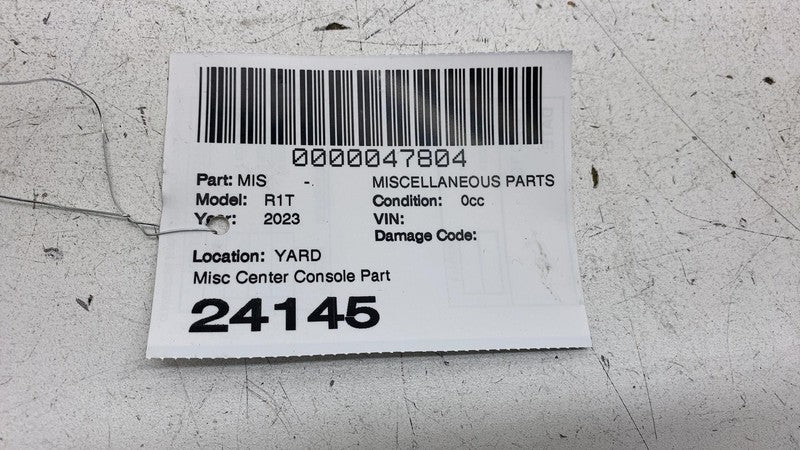 0000047804
Part: MIS - MISCELLANEOUS PARTS
Model: R1T Condition: 0cc
Year: 2023 VIN:
Damage Code:
Location: YARD
Misc Center Console Part
24145